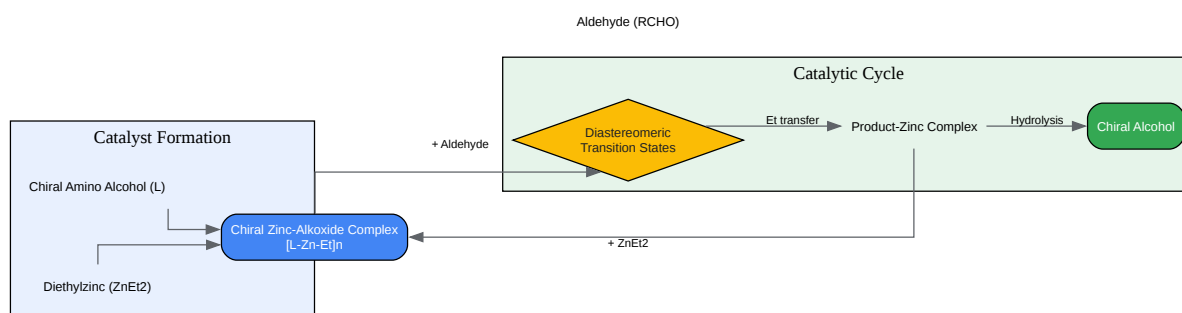 Aldehyde (RCHO)
Catalytic Cycle
Catalyst Formation
+ Aldehyde
Diastereomeric
Transition States
Et transfer
Product-Zinc Complex
Hydrolysis
Chiral Alcohol
Chiral Amino Alcohol (L)
Chiral Zinc-Alkoxide Complex
[L-Zn-Et]n
+ ZnEt2
Diethylzinc (ZnEt2)